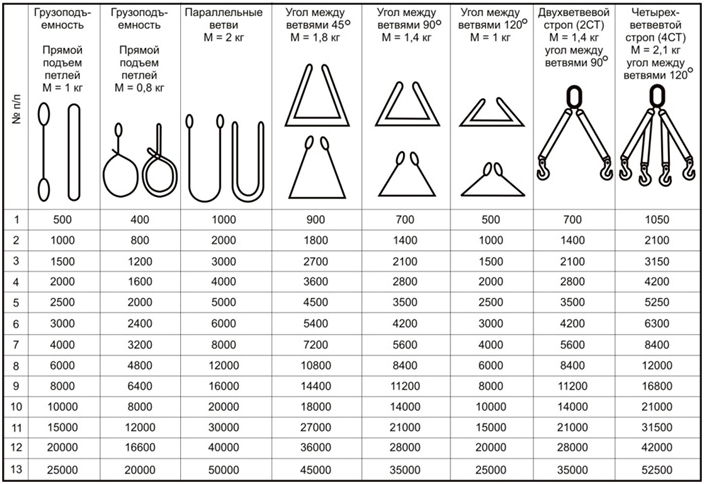 № п/п
Грузоподъ-
емность
Прямой
подъем
петлей
М = 1 кг
Грузоподъ-
емность
Прямой
подъем
петлей
М = 0,8 кг
Параллельные
ветви
М = 2 кг
Угол между
ветвями 45°
М = 1,8 кг
Угол между
ветвями 90°
М = 1,4 кг
Угол между
ветвями 120°
М = 1 кг
Двухветвевой
строп (2СТ)
М = 1,4 кг
угол между
ветвями 90°
Четырех-
ветвевтой
строп (4СТ)
М = 2,1 кг
угол между
ветвями 120°
1 500 400 1000 900 700 500 700 1050
2 1000 800 2000 1800 1400 1000 1400 2100
3 1500 1200 3000 2700 2100 1500 2100 3150
4 2000 1600 4000 3600 2800 2000 2800 4200
5 2500 2000 5000 4500 3500 2500 3500 5250
6 3000 2400 6000 5400 4200 3000 4200 6300
7 4000 3200 8000 7200 5600 4000 5600 8400
8 6000 4800 12000 10800 8400 6000 8400 12000
9 8000 6400 16000 14400 11200 8000 11200 16800
10 10000 8000 20000 18000 14000 10000 14000 21000
11 15000 12000 30000 27000 21000 15000 21000 31500
12 20000 16600 40000 36000 28000 20000 28000 42000
13 25000 20000 50000 45000 35000 25000 35000 52500